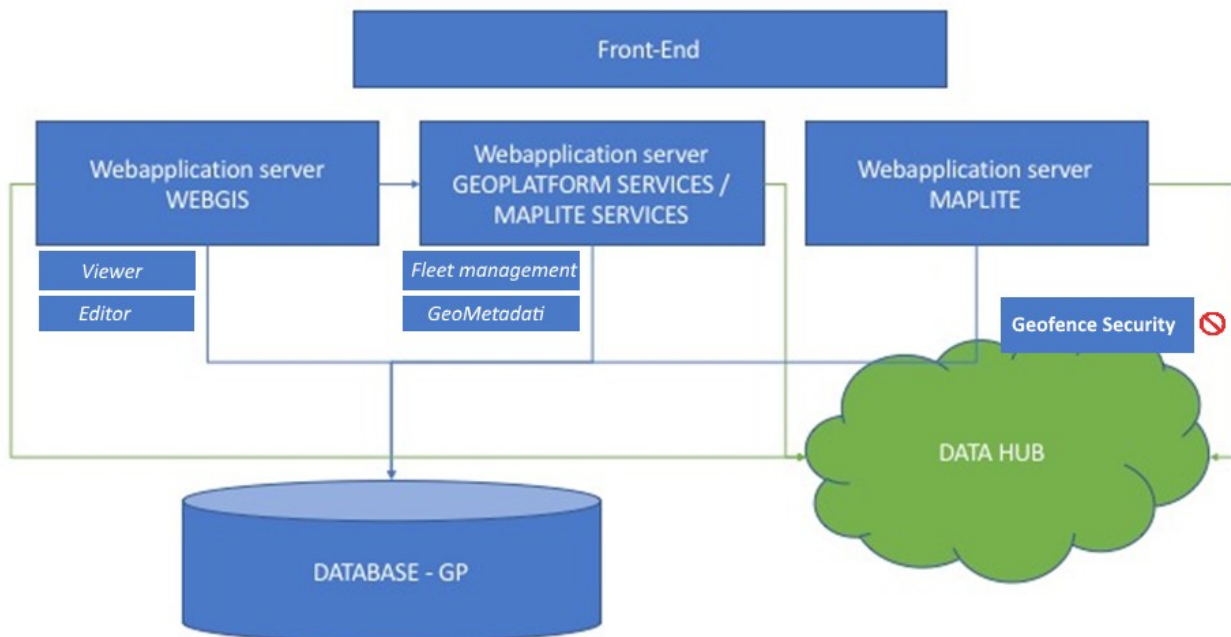 Front-End
Webapplication server
WEBGIS
Webapplication server
GEOPLATFORM SERVICES /
MAPLITE SERVICES
Webapplication server
MAPLITE
Viewer
Editor
Fleet management
GeoMetadati
Geofence Security
DATA HUB
DATABASE - GP